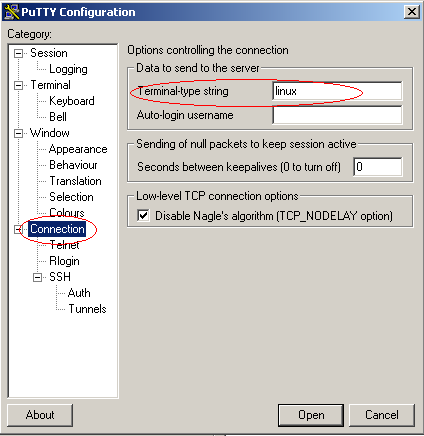 PuTTY Configuration
Category:
Session
Logging
Terminal
Keyboard
Bell
Window
Appearance
Behaviour
Translation
Selection
Colours
Connection
Telnet
Rlogin
SSH
Auth
Tunnels
Options controlling the connection
Data to send to the server
Terminal-type string linux
Auto-login username
Sending of null packets to keep session active
Seconds between keepalives (0 to turn off) 0
Low-level TCP connection options
Disable Nagle's algorithm (TCP_NODELAY option)
About Open Cancel